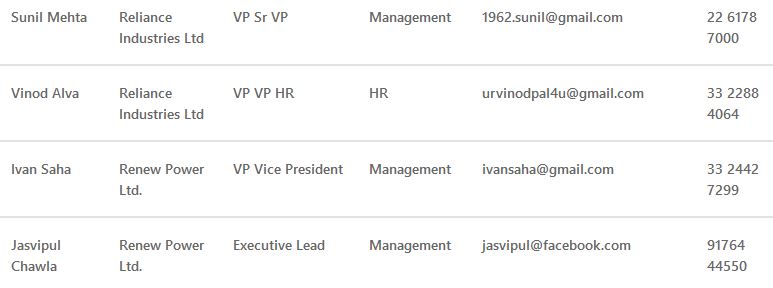 Sunil Mehta Reliance VP Sr VP Management 1962.sunil@gmail.com 22 6178
Industries Ltd 7000
Vinod Alva Reliance VP VP HR HR urvinodpal4u@gmail.com 33 2288
Industries Ltd 4064
Ivan Saha Renew Power VP Vice President Management ivansaha@gmail.com 33 2442
Ltd. 7299
Jasvipul Renew Power Executive Lead Management jasvipul@facebook.com 91764
Chawla Ltd. 44550